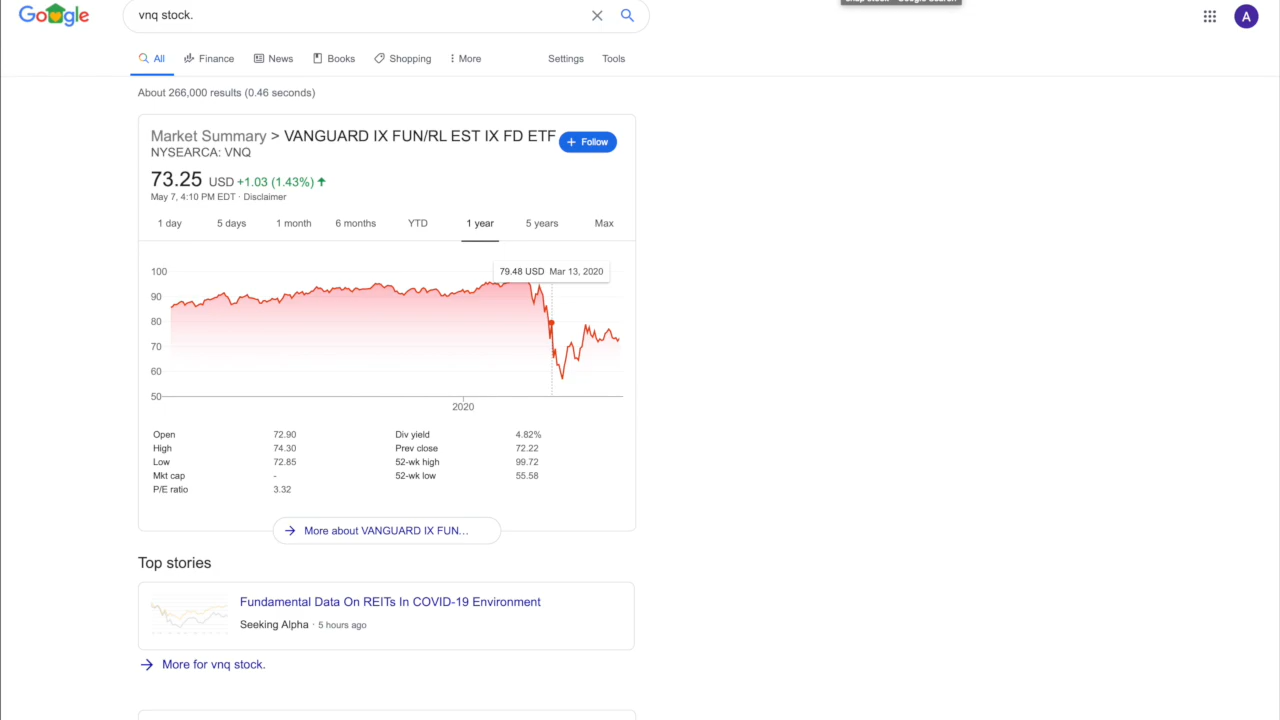 snap stock - Google Search
Google
vnq stock.
A
All
Finance
News
Books
Shopping
More
Settings
Tools
About 266,000 results (0.46 seconds)
Market Summary > VANGUARD IX FUN/RL EST IX FD ETF
+ Follow
NYSEARCA: VNQ
73.25 USD +1.03 (1.43%)
May 7, 4:10 PM EDT · Disclaimer
1 day 5 days 1 month 6 months YTD 1 year 5 years Max
79.48 USD Mar 13, 2020
100
90
80
70
60
50
2020
Open 72.90 Div yield 4.82%
High 74.30 Prev close 72.22
Low 72.85 52-wk high 99.72
Mkt cap - 52-wk low 55.58
P/E ratio 3.32
More about VANGUARD IX FUN...
Top stories
Fundamental Data On REITs In COVID-19 Environment
Seeking Alpha · 5 hours ago
More for vnq stock.